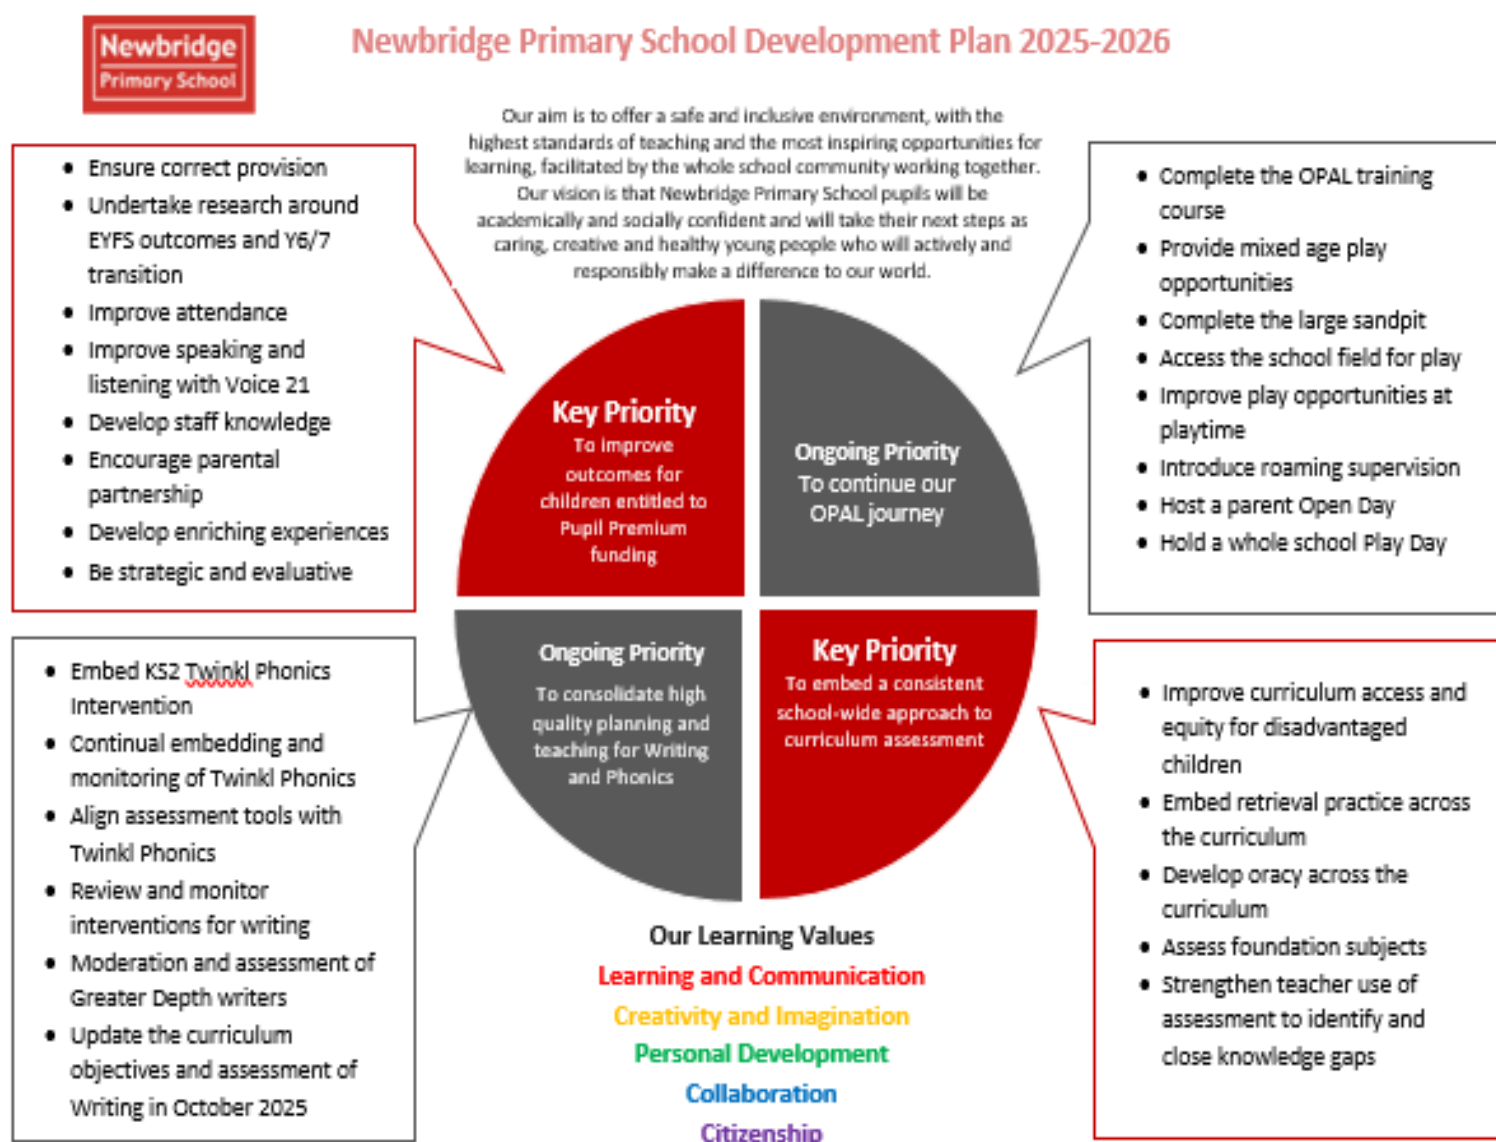 Newbridge
Primary School
Newbridge Primary School Development Plan 2025-2026
Our aim is to offer a safe and inclusive environment, with the
highest standards of teaching and the most inspiring opportunities for
learning, facilitated by the whole school community working together.
Our vision is that Newbridge Primary School pupils will be
academically and socially confident and will take their next steps as
caring, creative and healthy young people who will actively and
responsibly make a difference to our world.
• Ensure correct provision
• Undertake research around
EYFS outcomes and Y6/7
transition
• Improve attendance
• Improve speaking and
listening with Voice 21
• Develop staff knowledge
• Encourage parental
partnership
• Develop enriching experiences
• Be strategic and evaluative
Key Priority
To improve
outcomes for
children entitled to
Pupil Premium
funding
Ongoing Priority
To continue our
OPAL journey
• Complete the OPAL training
course
• Provide mixed age play
opportunities
• Complete the large sandpit
• Access the school field for play
• Improve play opportunities at
playtime
• Introduce roaming supervision
• Host a parent Open Day
• Hold a whole school Play Day
• Embed KS2 Twinkl Phonics
Intervention
• Continual embedding and
monitoring of Twinkl Phonics
• Align assessment tools with
Twinkl Phonics
• Review and monitor
interventions for writing
• Moderation and assessment of
Greater Depth writers
• Update the curriculum
objectives and assessment of
Writing in October 2025
Ongoing Priority
To consolidate high
quality planning and
teaching for Writing
and Phonics
Key Priority
To embed a consistent
school-wide approach to
curriculum assessment
• Improve curriculum access and
equity for disadvantaged
children
• Embed retrieval practice across
the curriculum
• Develop oracy across the
curriculum
• Assess foundation subjects
• Strengthen teacher use of
assessment to identify and
close knowledge gaps
Our Learning Values
Learning and Communication
Creativity and Imagination
Personal Development
Collaboration
Citizenship